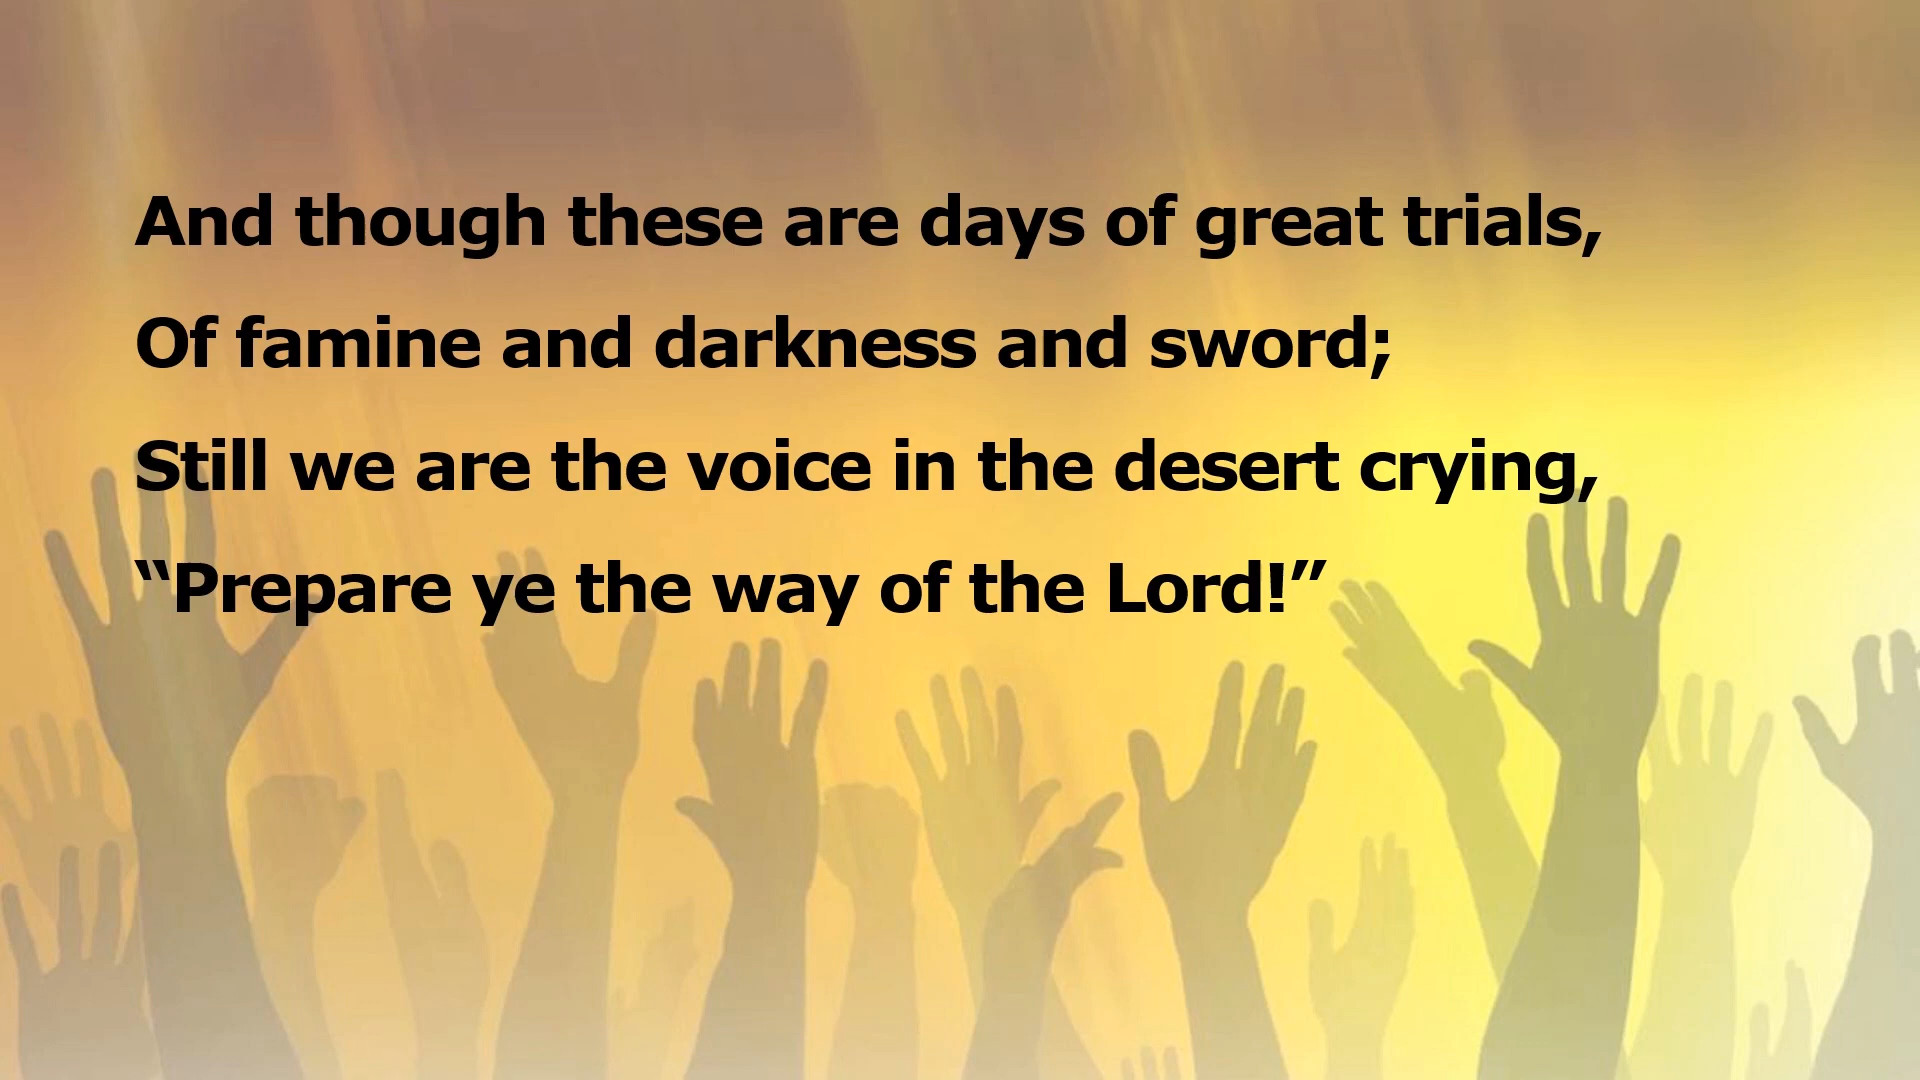 And though these are days of great trials,
Of famine and darkness and sword;
Still we are the voice in the desert crying,
“Prepare ye the way of the Lord!”